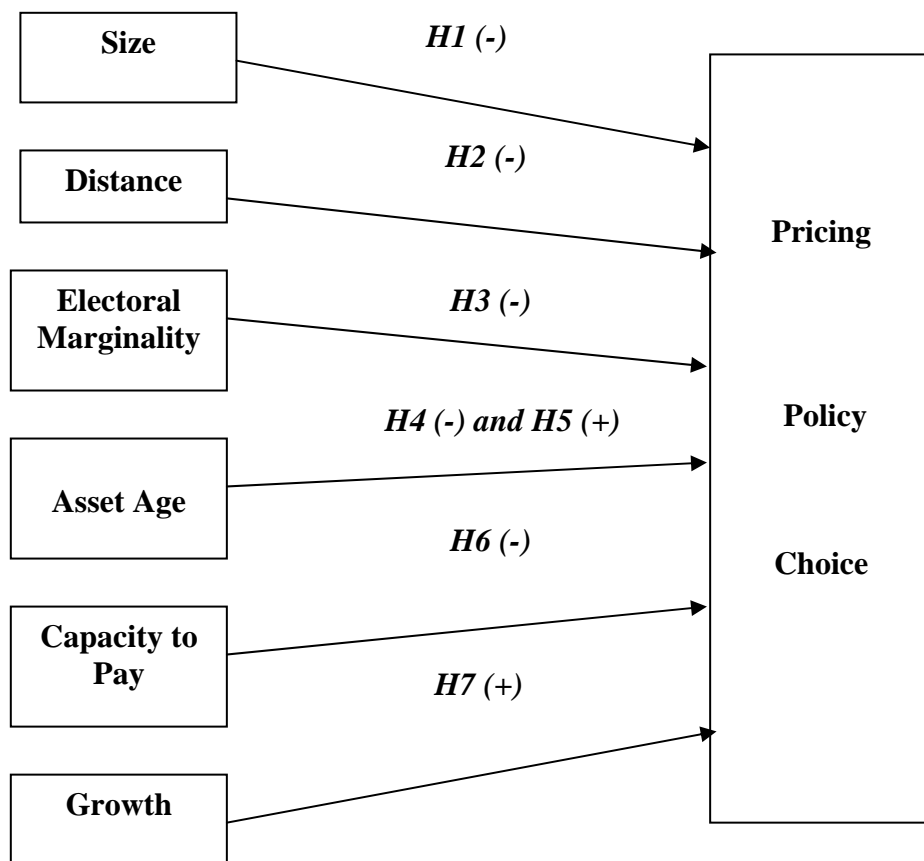 Size
H1 (-)
Distance
H2 (-)
Electoral
Marginality
H3 (-)
Asset Age
H4 (-) and H5 (+)
Capacity to
Pay
H6 (-)
Growth
H7 (+)
Pricing
Policy
Choice